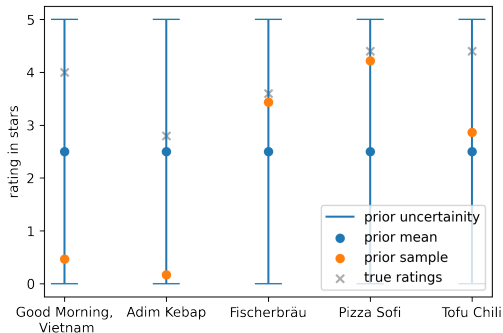 5
4
3
2
1
0
rating in stars
prior uncertainity
prior mean
prior sample
true ratings
Good Morning,
Vietnam
Adim Kebap
Fischerbräu
Pizza Sofi
Tofu Chili